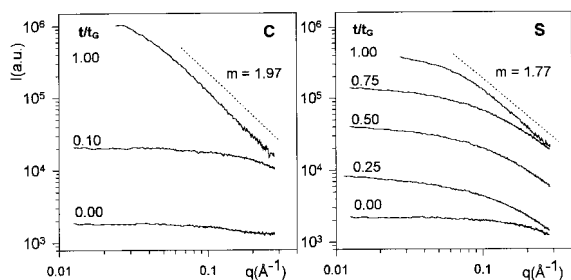 I(a.u.)
10⁶
10⁵
10⁴
10³
t/t_G
1.00
0.10
0.00
C
m = 1.97
0.01
0.1
q(Å⁻¹)
10⁶
10⁵
10⁴
10³
t/t_G
1.00
0.75
0.50
0.25
0.00
S
m = 1.77
0.01
0.1
q(Å⁻¹)